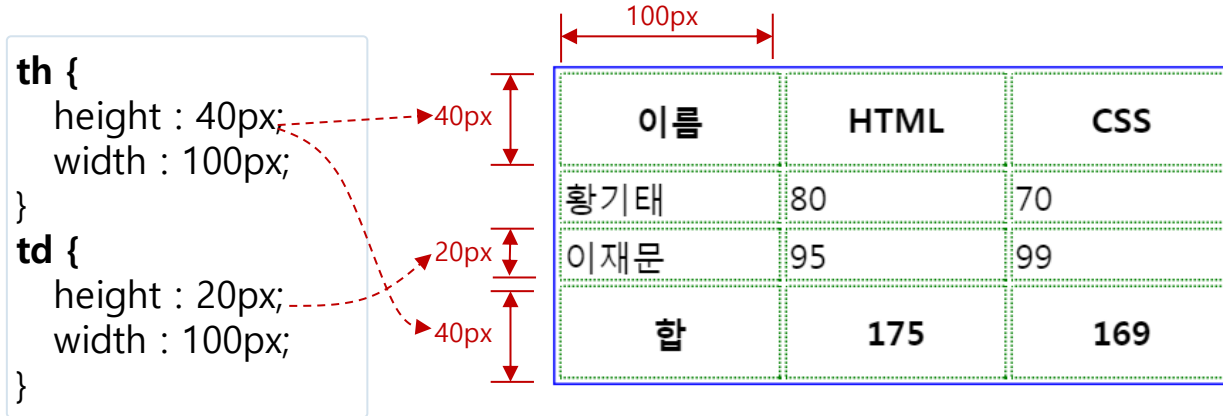 th {
height : 40px;
width : 100px;
}
td {
height : 20px;
width : 100px;
}
100px
40px
20px
40px
이름 HTML CSS
황기태 80 70
이재문 95 99
합 175 169